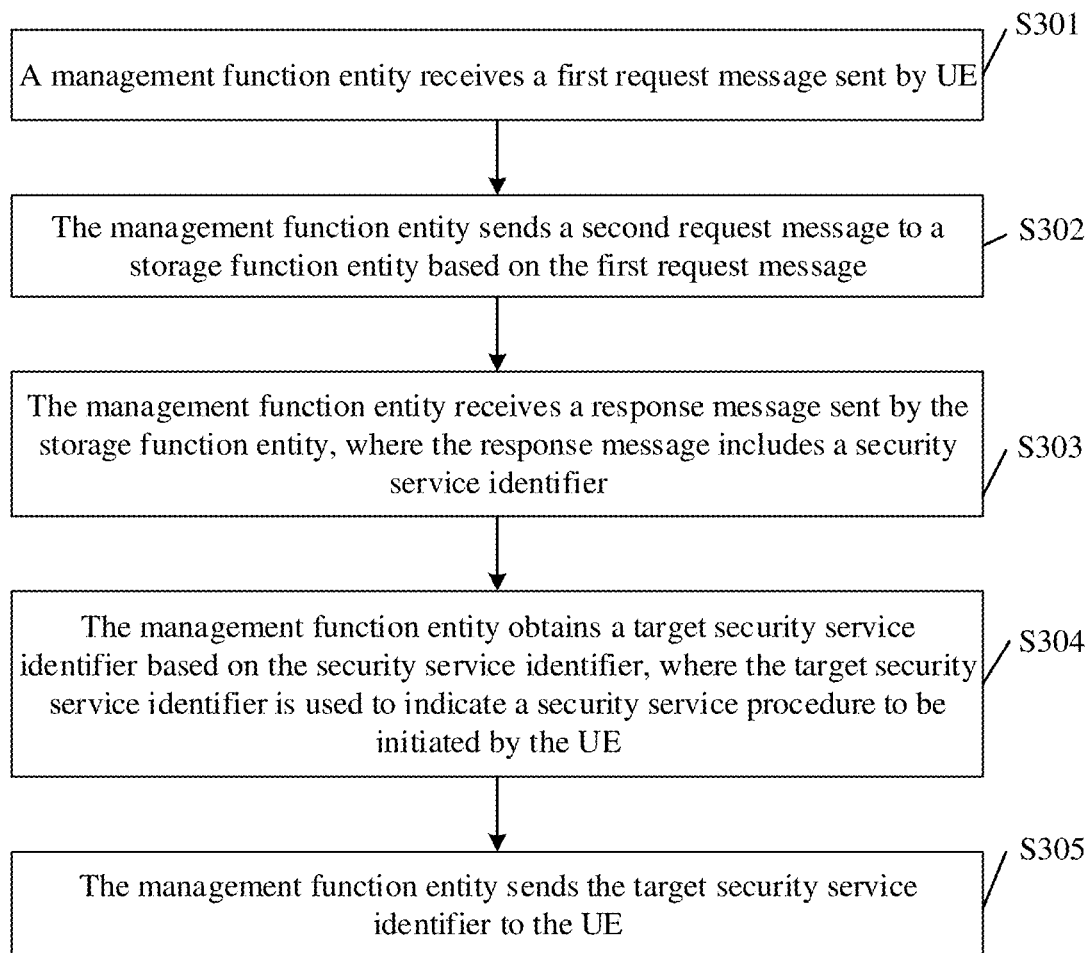 S301
A management function entity receives a first request message sent by UE
The management function entity sends a second request message to a
storage function entity based on the first request message
S302
The management function entity receives a response message sent by the
storage function entity, where the response message includes a security
service identifier
S303
The management function entity obtains a target security service
identifier based on the security service identifier, where the target security
service identifier is used to indicate a security service procedure to be
initiated by the UE
S304
The management function entity sends the target security service
identifier to the UE
S305